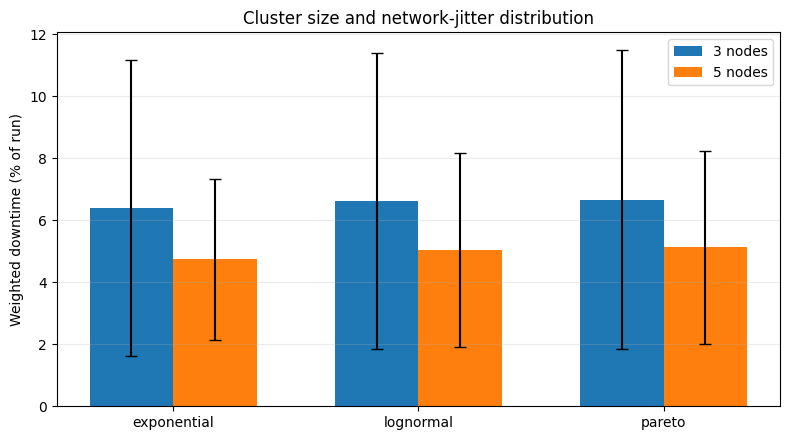 Cluster size and network-jitter distribution
3 nodes
5 nodes
Weighted downtime (% of run)
12
10
8
6
4
2
0
exponential
lognormal
pareto